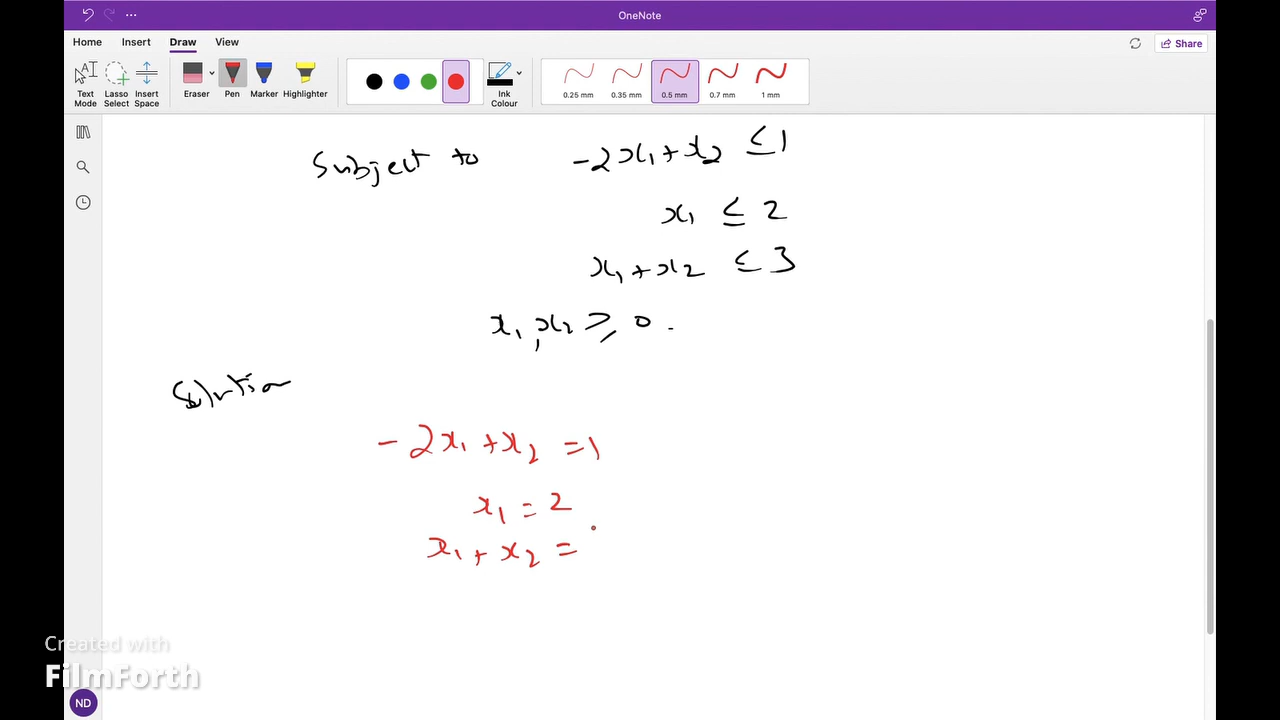 OneNote
Home Insert Draw View
Share
Text Mode
Lasso Select
Insert Space
Eraser
Pen
Marker
Highlighter
Ink Colour
0.25 mm
0.35 mm
0.5 mm
0.7 mm
1 mm
Subject to -2x₁+x₂ ≤1
x₁ ≤ 2
x₁+x₂ ≤3
x₁,x₂ ≥ 0.
Solution
-2x₁+x₂ =1
x₁ = 2
x₁+x₂ =
Created with
FilmForth
ND